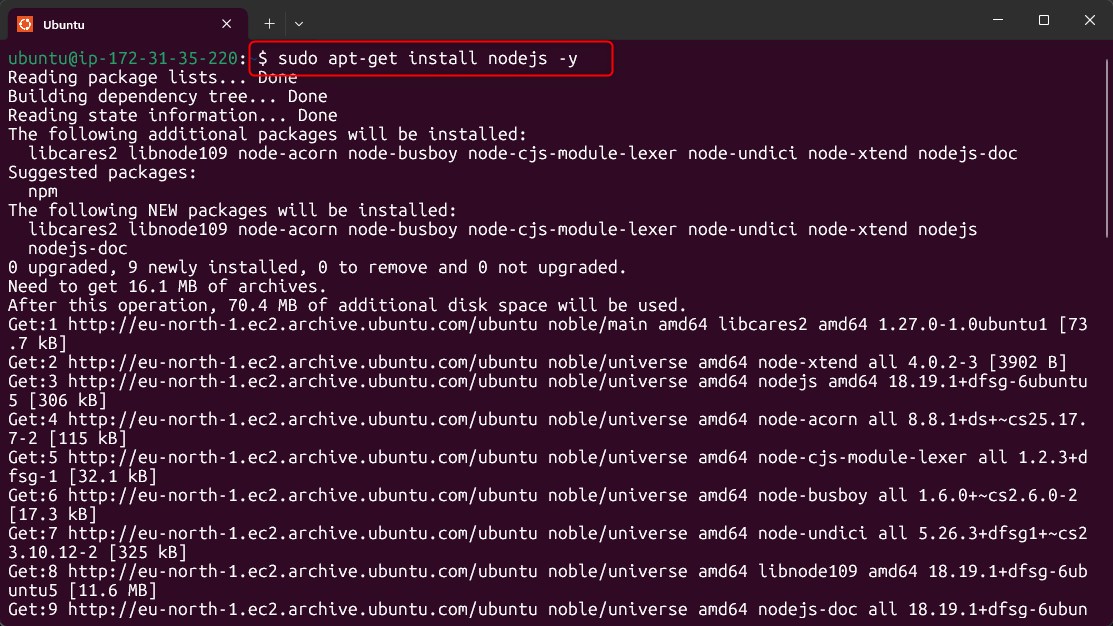 Ubuntu
ubuntu@ip-172-31-35-220: $ sudo apt-get install nodejs -y
Reading package lists... Done
Building dependency tree... Done
Reading state information... Done
The following additional packages will be installed:
  libcares2 libnode109 node-acorn node-busboy node-cjs-module-lexer node-undici node-xtend nodejs-doc
Suggested packages:
  npm
The following NEW packages will be installed:
  libcares2 libnode109 node-acorn node-busboy node-cjs-module-lexer node-undici node-xtend nodejs
  nodejs-doc
0 upgraded, 9 newly installed, 0 to remove and 0 not upgraded.
Need to get 16.1 MB of archives.
After this operation, 70.4 MB of additional disk space will be used.
Get:1 http://eu-north-1.ec2.archive.ubuntu.com/ubuntu noble/main amd64 libcares2 amd64 1.27.0-1.0ubuntu1 [73
.7 kB]
Get:2 http://eu-north-1.ec2.archive.ubuntu.com/ubuntu noble/universe amd64 node-xtend all 4.0.2-3 [3902 B]
Get:3 http://eu-north-1.ec2.archive.ubuntu.com/ubuntu noble/universe amd64 nodejs amd64 18.19.1+dfsg-6ubuntu
5 [306 kB]
Get:4 http://eu-north-1.ec2.archive.ubuntu.com/ubuntu noble/universe amd64 node-acorn all 8.8.1+ds+~cs25.17.
7-2 [115 kB]
Get:5 http://eu-north-1.ec2.archive.ubuntu.com/ubuntu noble/universe amd64 node-cjs-module-lexer all 1.2.3+d
fsg-1 [32.1 kB]
Get:6 http://eu-north-1.ec2.archive.ubuntu.com/ubuntu noble/universe amd64 node-busboy all 1.6.0+~cs2.6.0-2
[17.3 kB]
Get:7 http://eu-north-1.ec2.archive.ubuntu.com/ubuntu noble/universe amd64 node-undici all 5.26.3+dfsg1+~cs2
3.10.12-2 [325 kB]
Get:8 http://eu-north-1.ec2.archive.ubuntu.com/ubuntu noble/universe amd64 libnode109 amd64 18.19.1+dfsg-6ub
untu5 [11.6 MB]
Get:9 http://eu-north-1.ec2.archive.ubuntu.com/ubuntu noble/universe amd64 nodejs-doc all 18.19.1+dfsg-6ubun